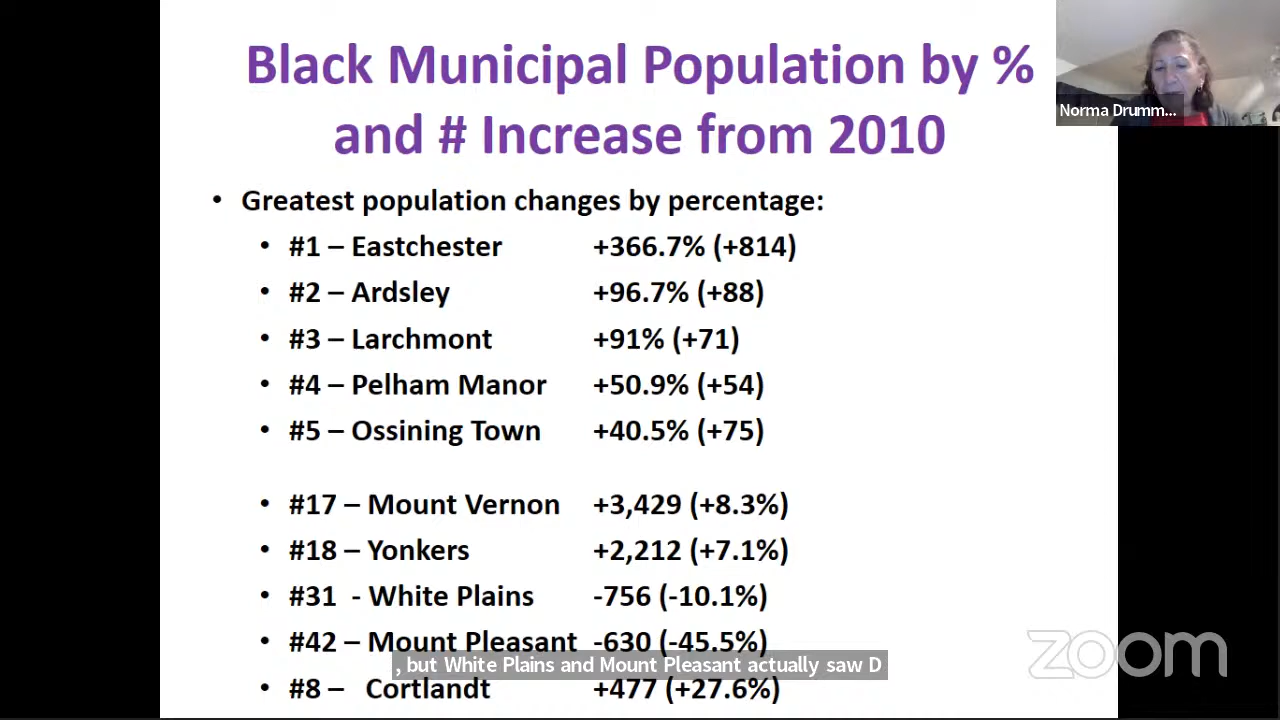 Black Municipal Population by %
and # Increase from 2010
Norma Drumm...
• Greatest population changes by percentage:
• #1 – Eastchester +366.7% (+814)
• #2 – Ardsley +96.7% (+88)
• #3 – Larchmont +91% (+71)
• #4 – Pelham Manor +50.9% (+54)
• #5 – Ossining Town +40.5% (+75)
• #17 – Mount Vernon +3,429 (+8.3%)
• #18 – Yonkers +2,212 (+7.1%)
• #31 - White Plains -756 (-10.1%)
• #42 – Mount Pleasant -630 (-45.5%)
, but White Plains and Mount Pleasant actually saw D
• #8 – Cortlandt +477 (+27.6%)
zoom